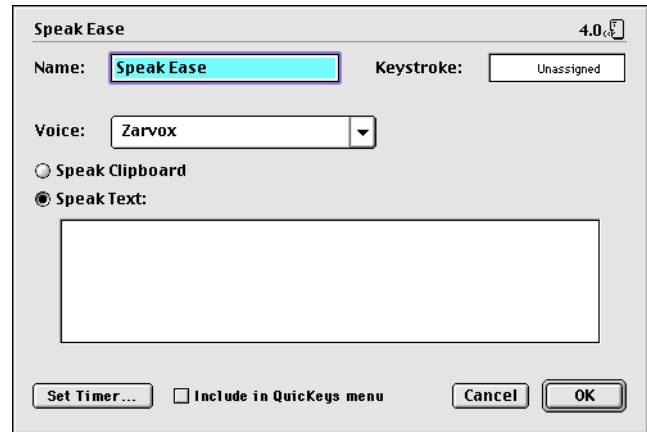 Speak Ease 4.0
Name: Speak Ease Keystroke: Unassigned
Voice: Zarvox
Speak Clipboard
Speak Text:
Set Timer... Include in QuicKeys menu Cancel OK